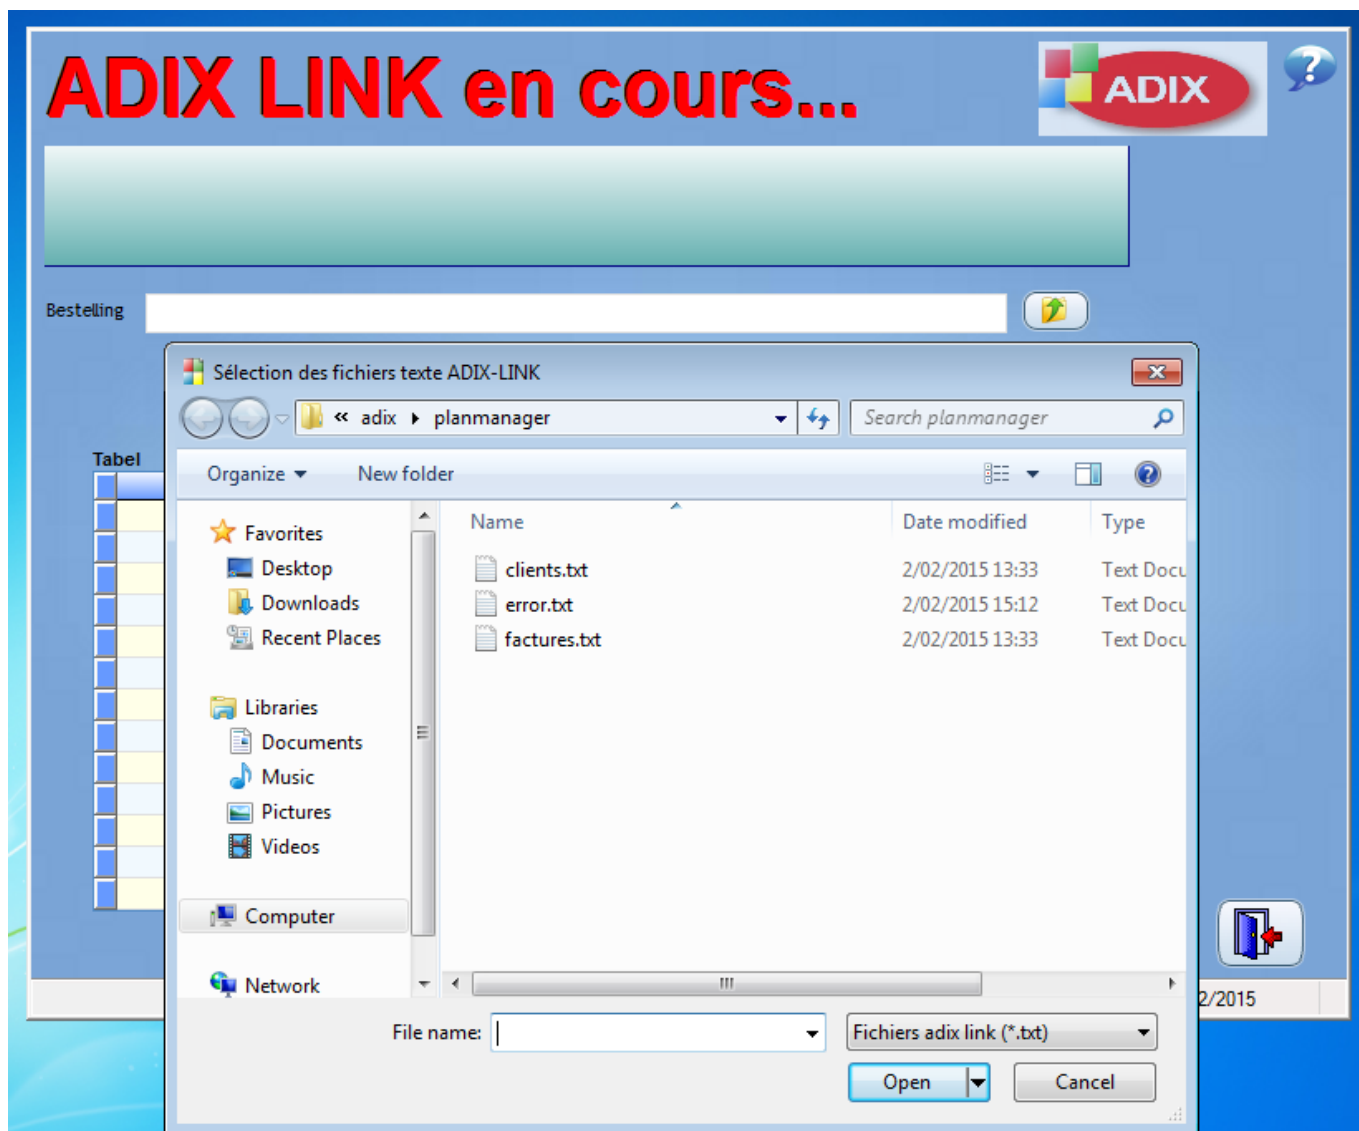 ADIX LINK en cours...
ADIX
Bestelling
Sélection des fichiers texte ADIX-LINK
« adix ▸ planmanager
Search planmanager
Tabel
Organize
New folder
Name
Date modified
Type
Favorites
Desktop
Downloads
Recent Places
Libraries
Documents
Music
Pictures
Videos
Computer
Network
clients.txt 2/02/2015 13:33 Text Docu
error.txt 2/02/2015 15:12 Text Docu
factures.txt 2/02/2015 13:33 Text Docu
2/2015
File name:
Fichiers adix link (*.txt)
Open
Cancel